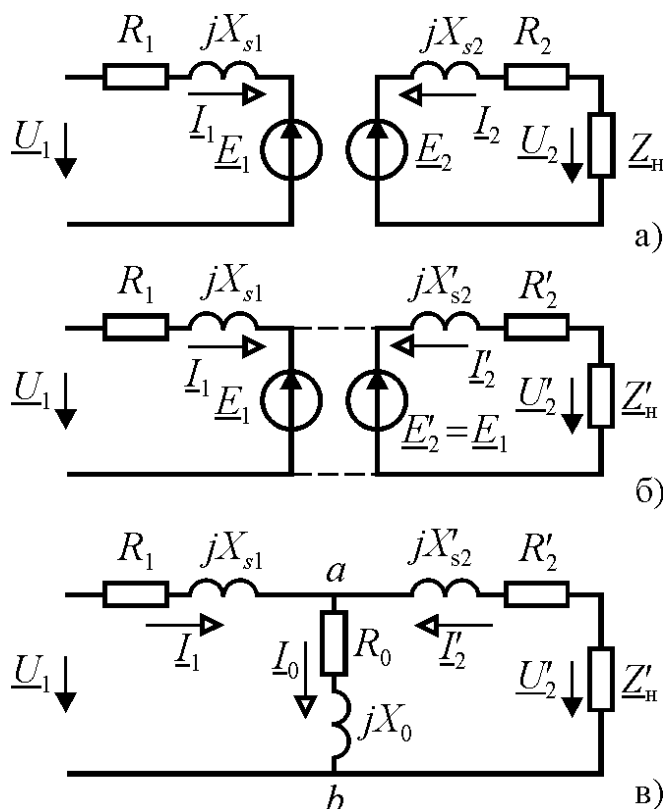 R₁ jXₛ₁ jXₛ₂ R₂
U₁ I₁ E₁ E₂ I₂ U₂ Zн
а)
R₁ jXₛ₁ jX′ₛ₂ R′₂
U₁ I₁ E₁ I′₂ U′₂ Z′н
E′₂ = E₁
б)
R₁ jXₛ₁ a jX′ₛ₂ R′₂
U₁ I₁ I₀ R₀ I′₂ U′₂ Z′н
jX₀
b
в)